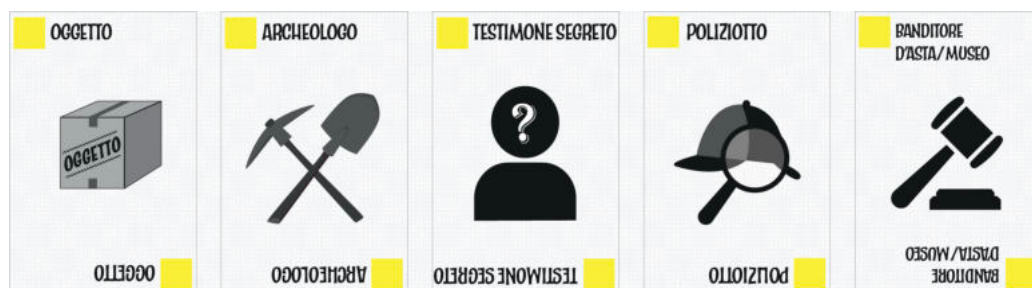 OGGETTO
ARCHEOLOGO
TESTIMONE SEGRETO
POLIZIOTTO
BANDITORE
D'ASTA/MUSEO
OGGETTO
?
OGGETTO
ARCHEOLOGO
TESTIMONE SEGRETO
POLIZIOTTO
BANDITORE
D'ASTA/MUSEO